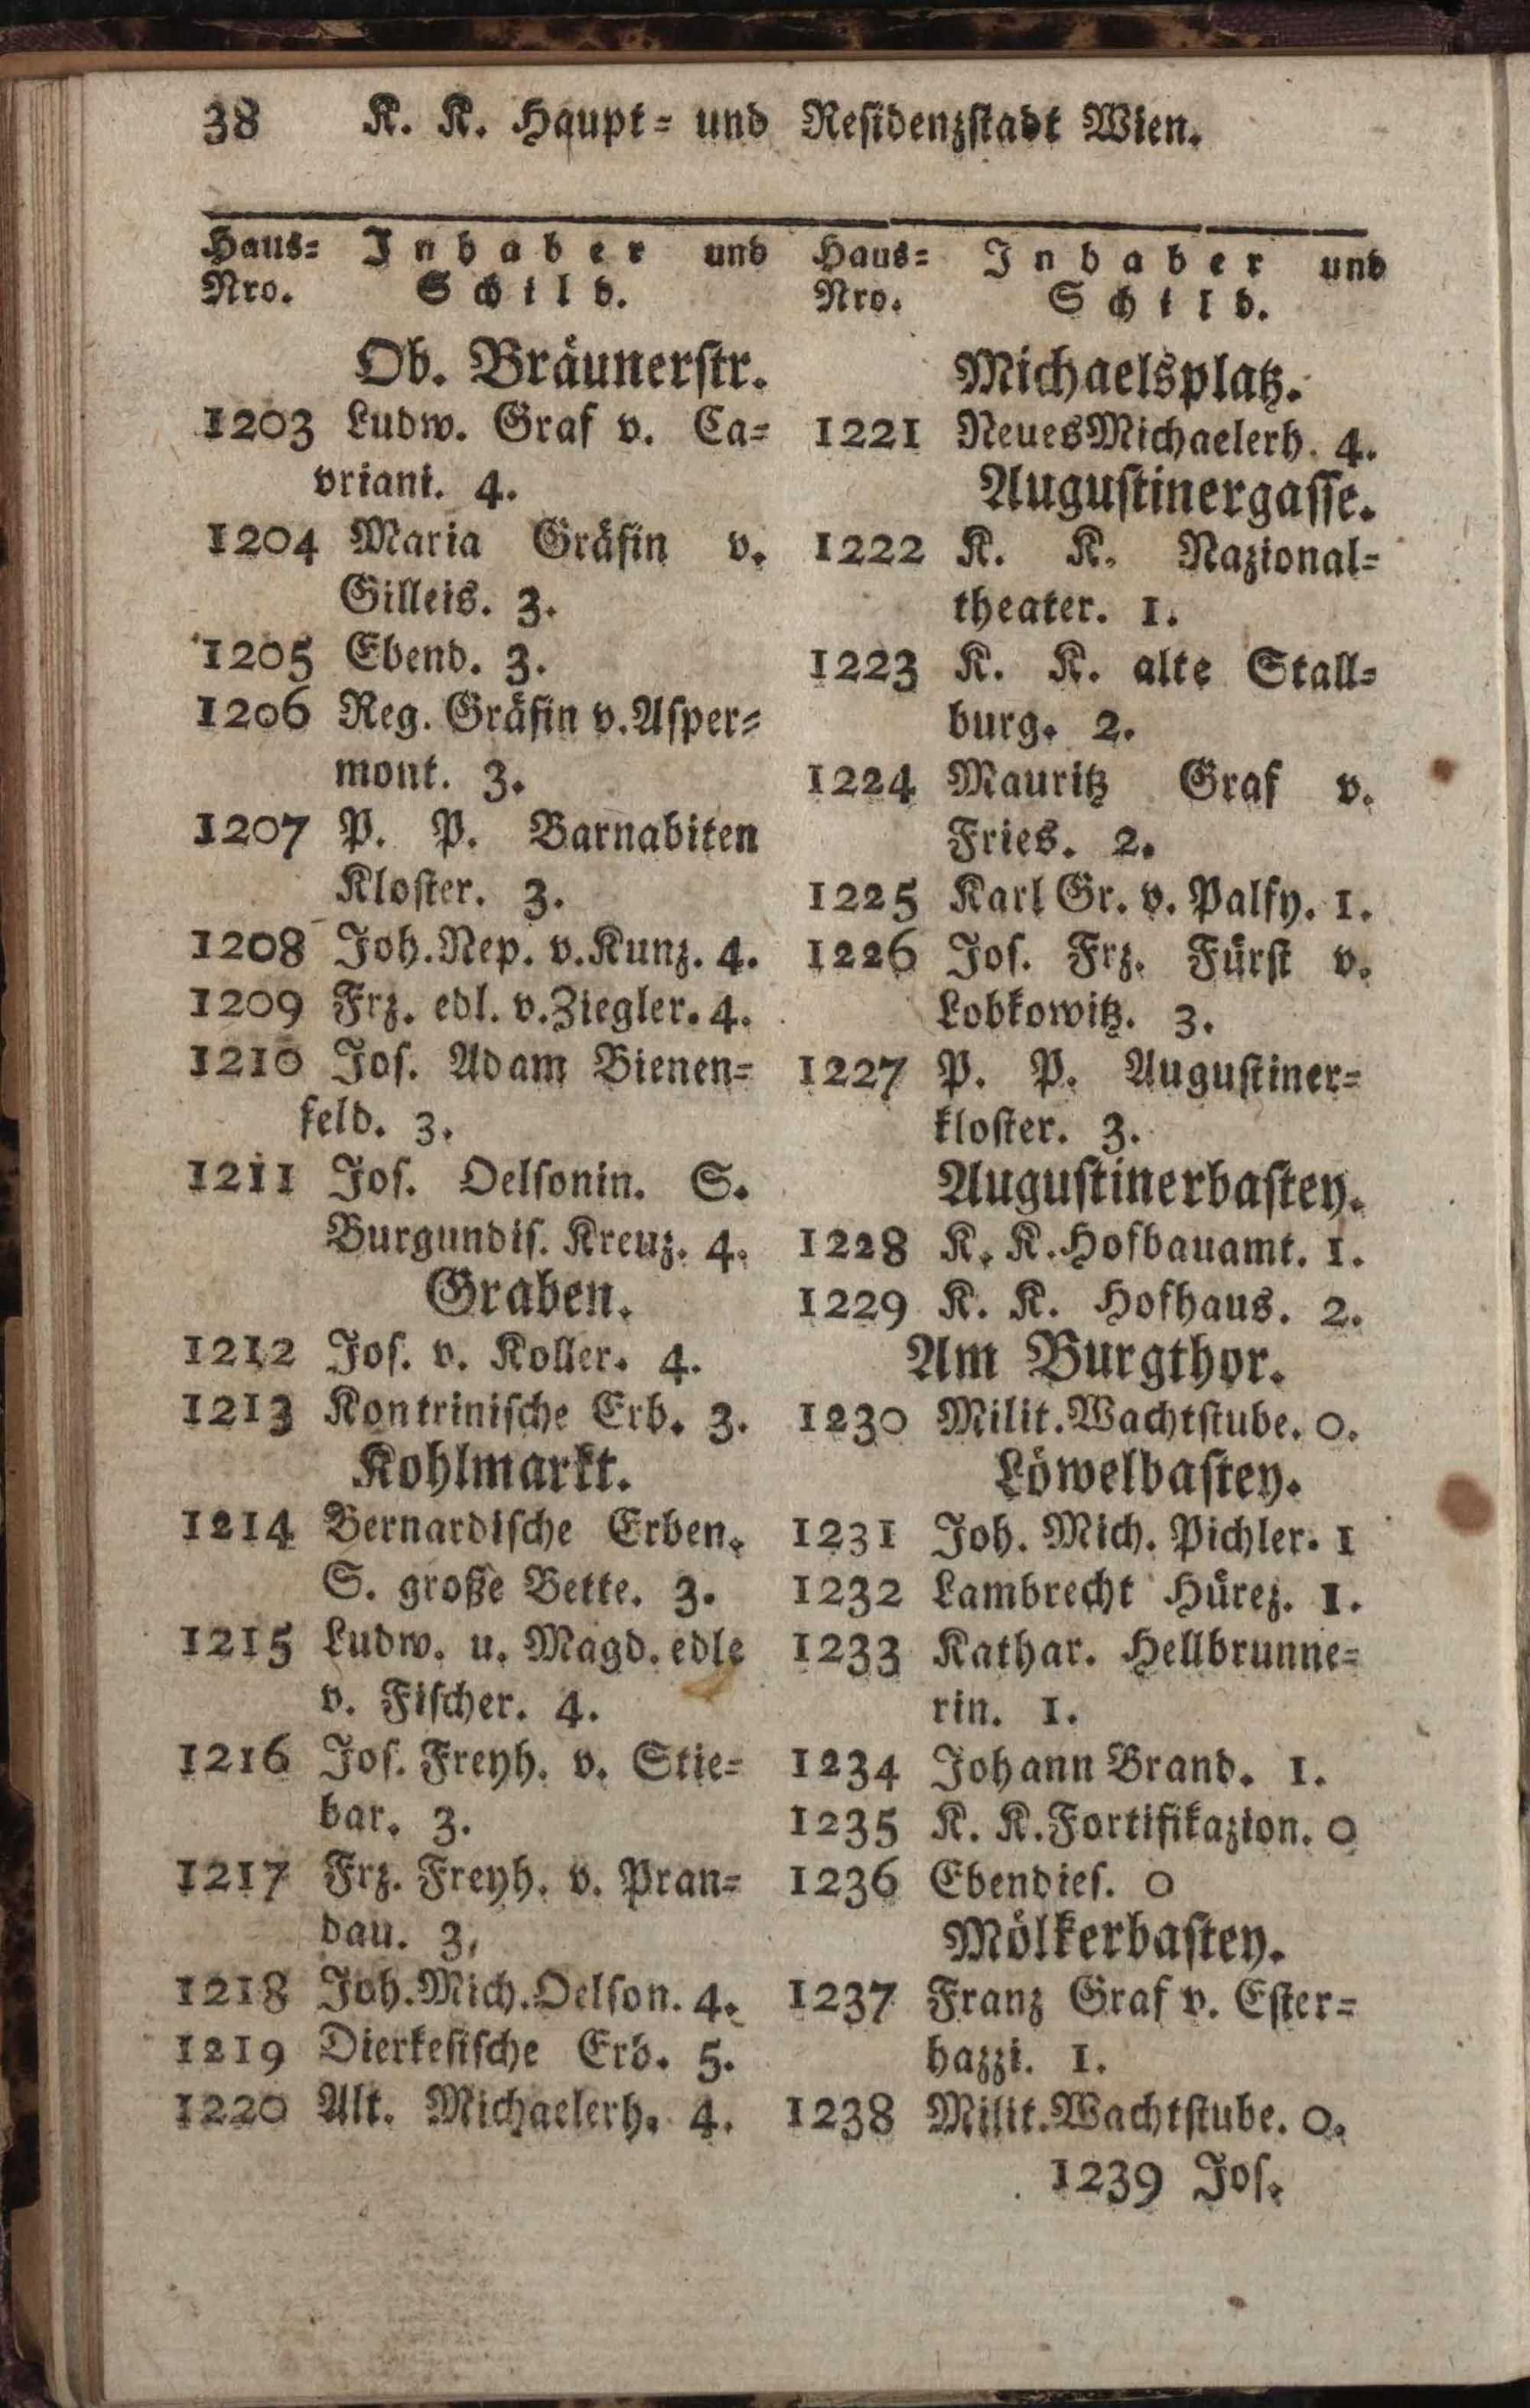 38 K. K. Haupt= und Residenzstadt Wien.
Haus= Inhaber und
Nro. Schild.
Ob. Bräunerstr.
1203 Ludw. Graf v. Ca=
vriani. 4.
1204 Maria Gräfin v.
Gilleis. 3.
1205 Ebend. 3.
1206 Reg. Gräfin v. Asper=
mont. 3.
1207 P. P. Barnabiten
Kloster. 3.
1208 Joh. Nep. v. Kunz. 4.
1209 Frz. edl. v. Ziegler. 4.
1210 Jos. Adam Bienen=
feld. 3.
1211 Jos. Oelsonin. S.
Burgundis. Kreuz. 4.
Graben.
1212 Jos. v. Koller. 4.
1213 Kontrinische Erb. 3.
Kohlmarkt.
1214 Bernardische Erben.
S. große Bette. 3.
1215 Ludw. u. Magd. edle
v. Fischer. 4.
1216 Jos. Freyh. v. Stie=
bar. 3.
1217 Frz. Freyh. v. Pran=
dau. 3.
1218 Joh. Mich. Oelson. 4.
1219 Dierkesische Erb. 5.
1220 Alt. Michaelerh. 4.
Haus= Inhaber und
Nro. Schild.
Michaelsplatz.
1221 Neues Michaelerh. 4.
Augustinergasse.
1222 K. K. Nazional=
theater. 1.
1223 K. K. alte Stall=
burg. 2.
1224 Mauritz Graf v.
Fries. 2.
1225 Karl Gr. v. Palfy. 1.
1226 Jos. Frz. Fürst v.
Lobkowitz. 3.
1227 P. P. Augustiner=
kloster. 3.
Augustinerbastey.
1228 K. K. Hofbauamt. 1.
1229 K. K. Hofhaus. 2.
Am Burgthor.
1230 Milit. Wachtstube. 0.
Löwelbastey.
1231 Joh. Mich. Pichler. 1
1232 Lambrecht Hürez. 1.
1233 Kathar. Hellbrunne=
rin. 1.
1234 Johann Brand. 1.
1235 K. K. Fortifikazion. 0
1236 Ebendies. 0
Mölkerbastey.
1237 Franz Graf v. Ester=
hazzi. 1.
1238 Milit. Wachtstube. 0.
1239 Jos.